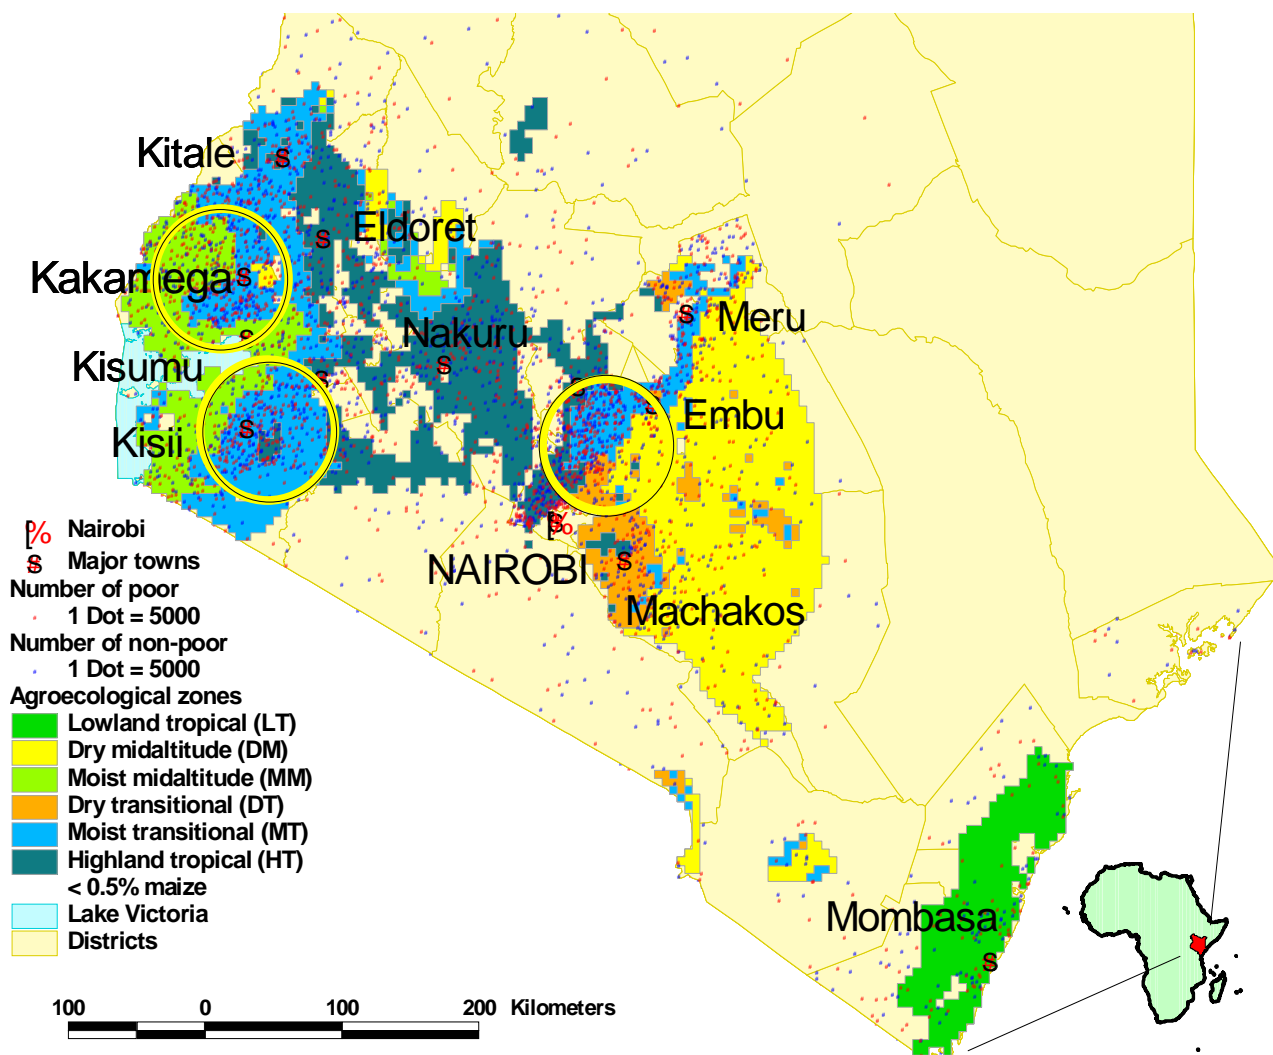 Kitale
Eldoret
Kakamega
Meru
Nakuru
Kisumu
Embu
Kisii
NAIROBI
Machakos
Mombasa
[% Nairobi
s Major towns
Number of poor
1 Dot = 5000
Number of non-poor
1 Dot = 5000
Agroecological zones
Lowland tropical (LT)
Dry midaltitude (DM)
Moist midaltitude (MM)
Dry transitional (DT)
Moist transitional (MT)
Highland tropical (HT)
< 0.5% maize
Lake Victoria
Districts
100 0 100 200 Kilometers